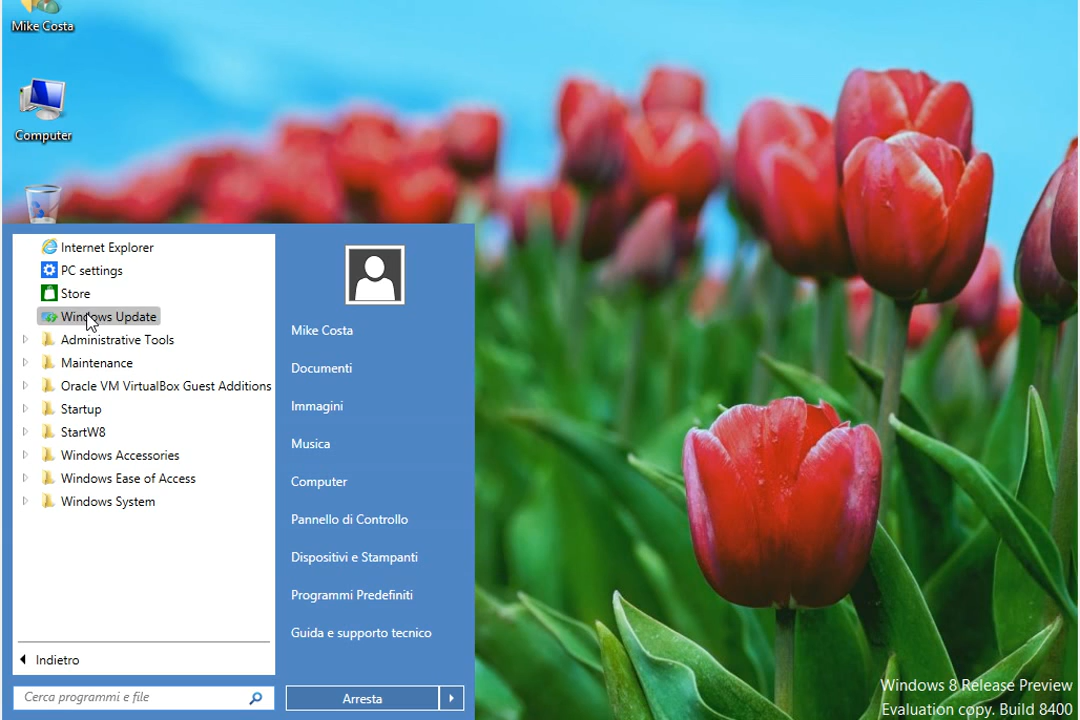 Mike Costa
Computer
Internet Explorer
PC settings
Store
Windows Update
Administrative Tools
Maintenance
Oracle VM VirtualBox Guest Additions
Startup
StartW8
Windows Accessories
Windows Ease of Access
Windows System
Indietro
Cerca programmi e file
Mike Costa
Documenti
Immagini
Musica
Computer
Pannello di Controllo
Dispositivi e Stampanti
Programmi Predefiniti
Guida e supporto tecnico
Arresta
Windows 8 Release Preview
Evaluation copy. Build 8400